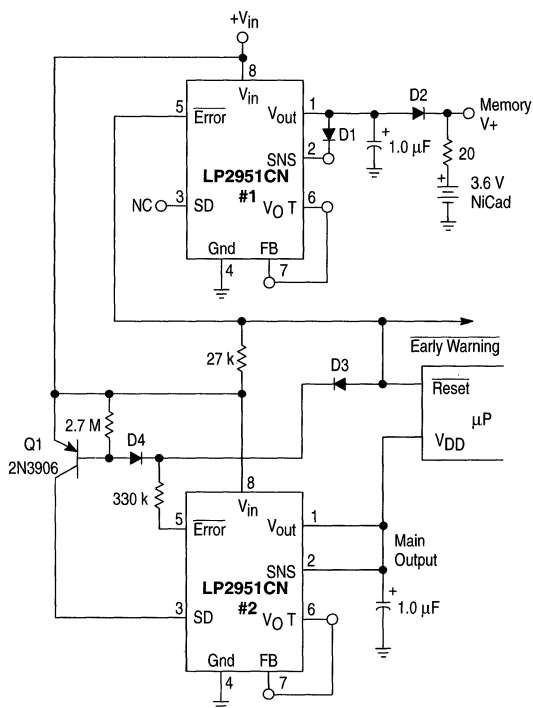 +Vin
8
5
Error
Vin
Vout
1
D2
Memory
V+
D1
+
1.0 µF
20
SNS
2
LP2951CN
#1
+
3.6 V
NiCad
NC
3
SD
VO T
6
Gnd
FB
4
7
Early Warning
27 k
D3
Reset
µP
VDD
2.7 M
Q1
2N3906
D4
330 k
8
5
Error
Vin
Vout
1
Main
Output
SNS
2
LP2951CN
#2
+
1.0 µF
3
SD
VO T
6
Gnd
FB
4
7